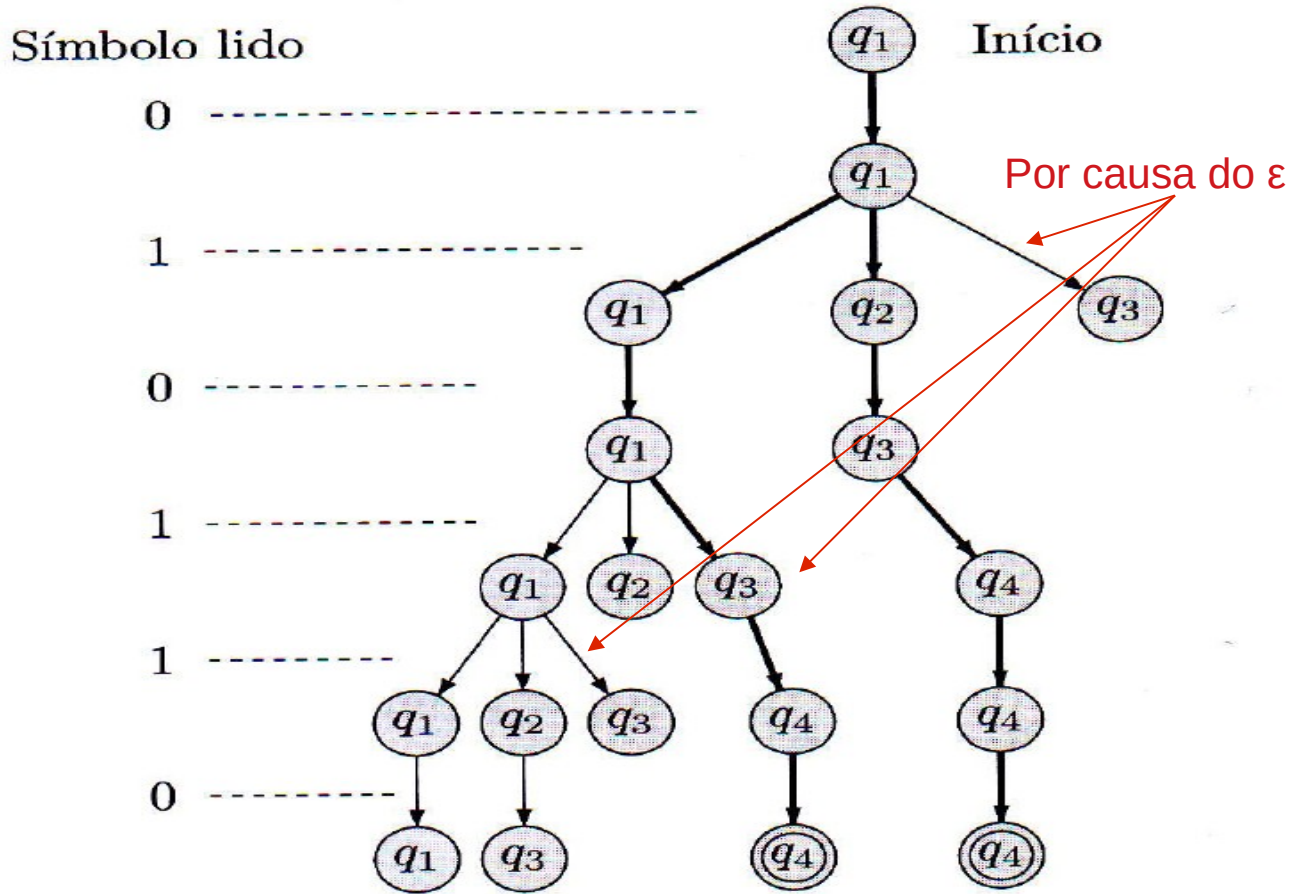 Símbolo lido
q1 Início
0
q1 Por causa do ε
1
q1 q2 q3
0
q1 q3
1
q1 q2 q3 q4
1
q1 q2 q3 q4 q4
0
q1 q3 q4 q4